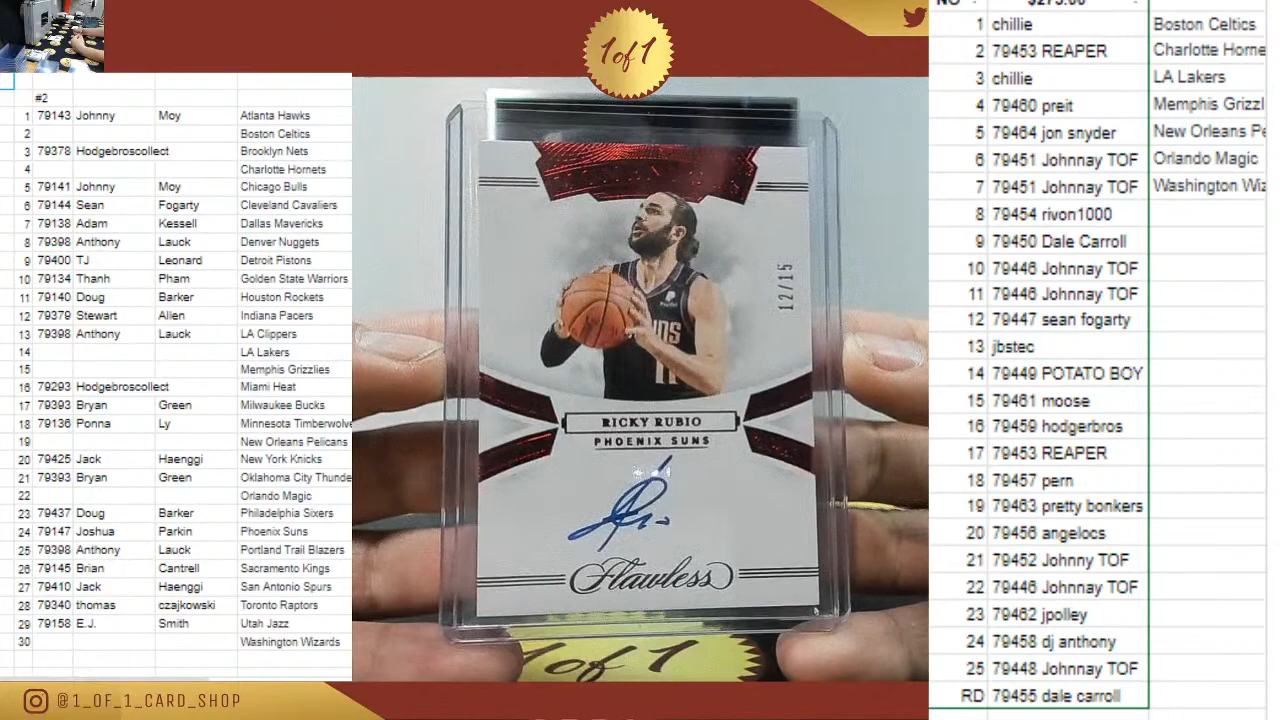 #2
1 79143 Johnny Moy Atlanta Hawks
2 Boston Celtics
3 79378 Hodgebroscollect Brooklyn Nets
4 Charlotte Hornets
5 79141 Johnny Moy Chicago Bulls
6 79144 Sean Fogarty Cleveland Cavaliers
7 79138 Adam Kessell Dallas Mavericks
8 79398 Anthony Lauck Denver Nuggets
9 79400 TJ Leonard Detroit Pistons
10 79134 Thanh Pham Golden State Warriors
11 79140 Doug Barker Houston Rockets
12 79379 Stewart Allen Indiana Pacers
13 79398 Anthony Lauck LA Clippers
14 LA Lakers
15 Memphis Grizzlies
16 79293 Hodgebroscollect Miami Heat
17 79393 Bryan Green Milwaukee Bucks
18 79136 Ponna Ly Minnesota Timberwolve
19 New Orleans Pelicans
20 79425 Jack Haenggi New York Knicks
21 79393 Bryan Green Oklahoma City Thunde
22 Orlando Magic
23 79437 Doug Barker Philadelphia Sixers
24 79147 Joshua Parkin Phoenix Suns
25 79398 Anthony Lauck Portland Trail Blazers
26 79145 Brian Cantrell Sacramento Kings
27 79410 Jack Haenggi San Antonio Spurs
28 79340 thomas czajkowski Toronto Raptors
29 79158 E.J. Smith Utah Jazz
30 Washington Wizards
@1_OF_1_CARD_SHOP
1 of 1
12/15
RICKY RUBIO
PHOENIX SUNS
Flawless
1 of 1
NO $275.00
1 chillie Boston Celtics
2 79453 REAPER Charlotte Horne
3 chillie LA Lakers
4 79460 preit Memphis Grizzl
5 79464 jon snyder New Orleans Pe
6 79451 Johnnay TOF Orlando Magic
7 79451 Johnnay TOF Washington Wiz
8 79454 rivon1000
9 79450 Dale Carroll
10 79446 Johnnay TOF
11 79446 Johnnay TOF
12 79447 sean fogarty
13 jbstec
14 79449 POTATO BOY
15 79461 moose
16 79459 hodgerbros
17 79453 REAPER
18 79457 pern
19 79463 pretty bonkers
20 79456 angelocs
21 79452 Johnny TOF
22 79446 Johnnay TOF
23 79462 jpolley
24 79458 dj anthony
25 79448 Johnnay TOF
RD 79455 dale carroll